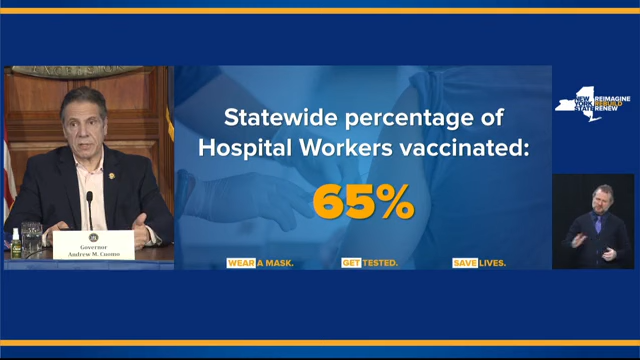 Statewide percentage of
Hospital Workers vaccinated:
65%
WEAR A MASK.
GET TESTED.
SAVE LIVES.
Governor
Andrew M. Cuomo
NEW
YORK
STATE
REIMAGINE
REBUILD
RENEW